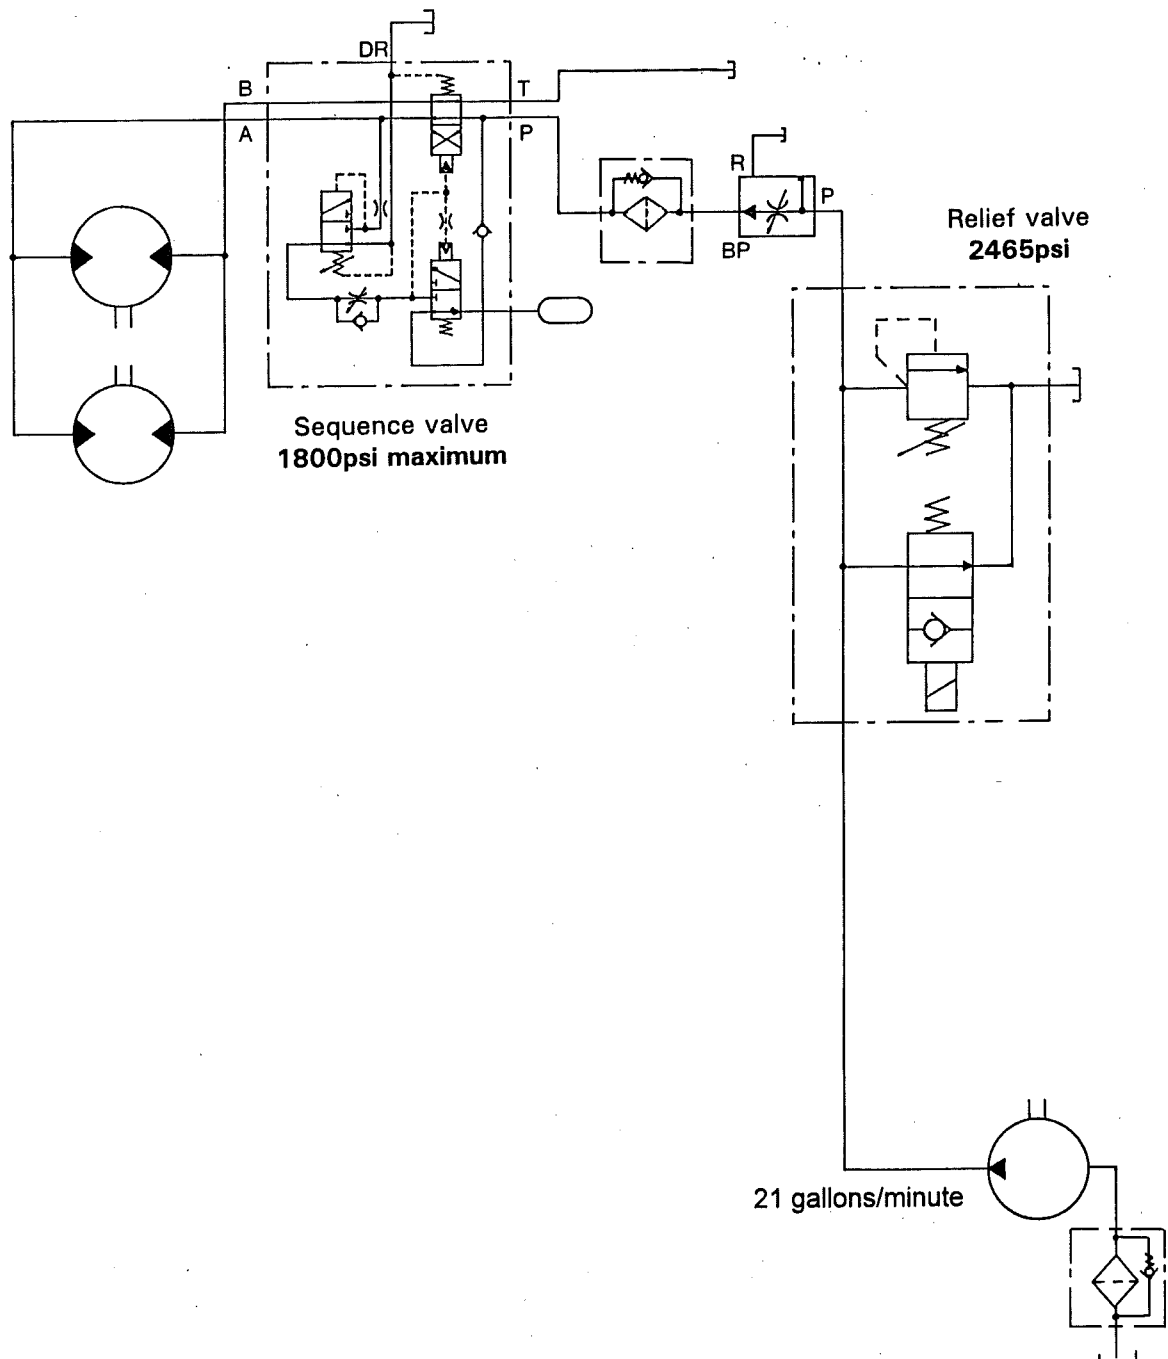 DR
B
T
A
P
R
P
Relief valve
2465psi
BP
Sequence valve
1800psi maximum
21 gallons/minute